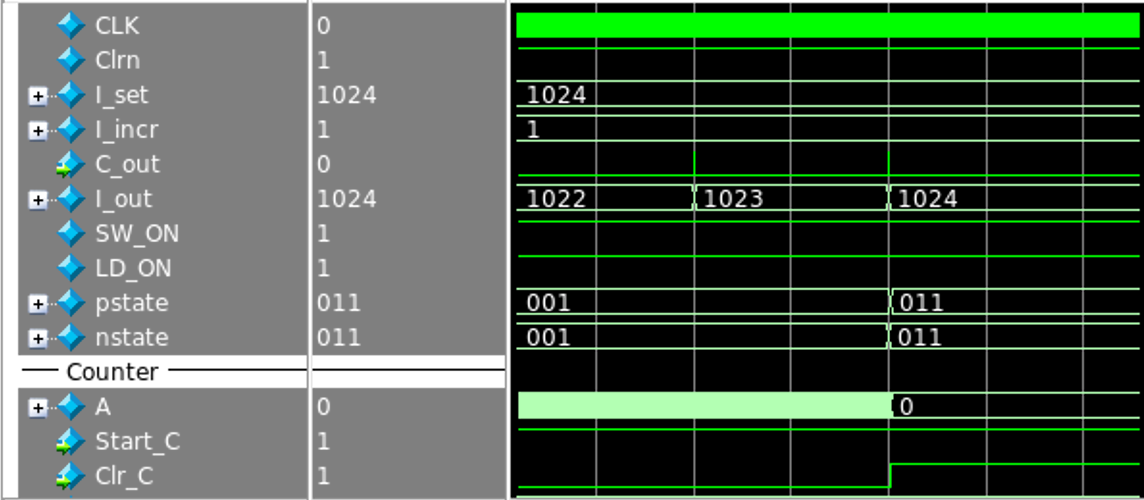 CLK 0
Clrn 1
I_set 1024 1024
I_incr 1 1
C_out 0
I_out 1024 1022 1023 1024
SW_ON 1
LD_ON 1
pstate 011 001 011
nstate 011 001 011
Counter
A 0 0
Start_C 1
Clr_C 1